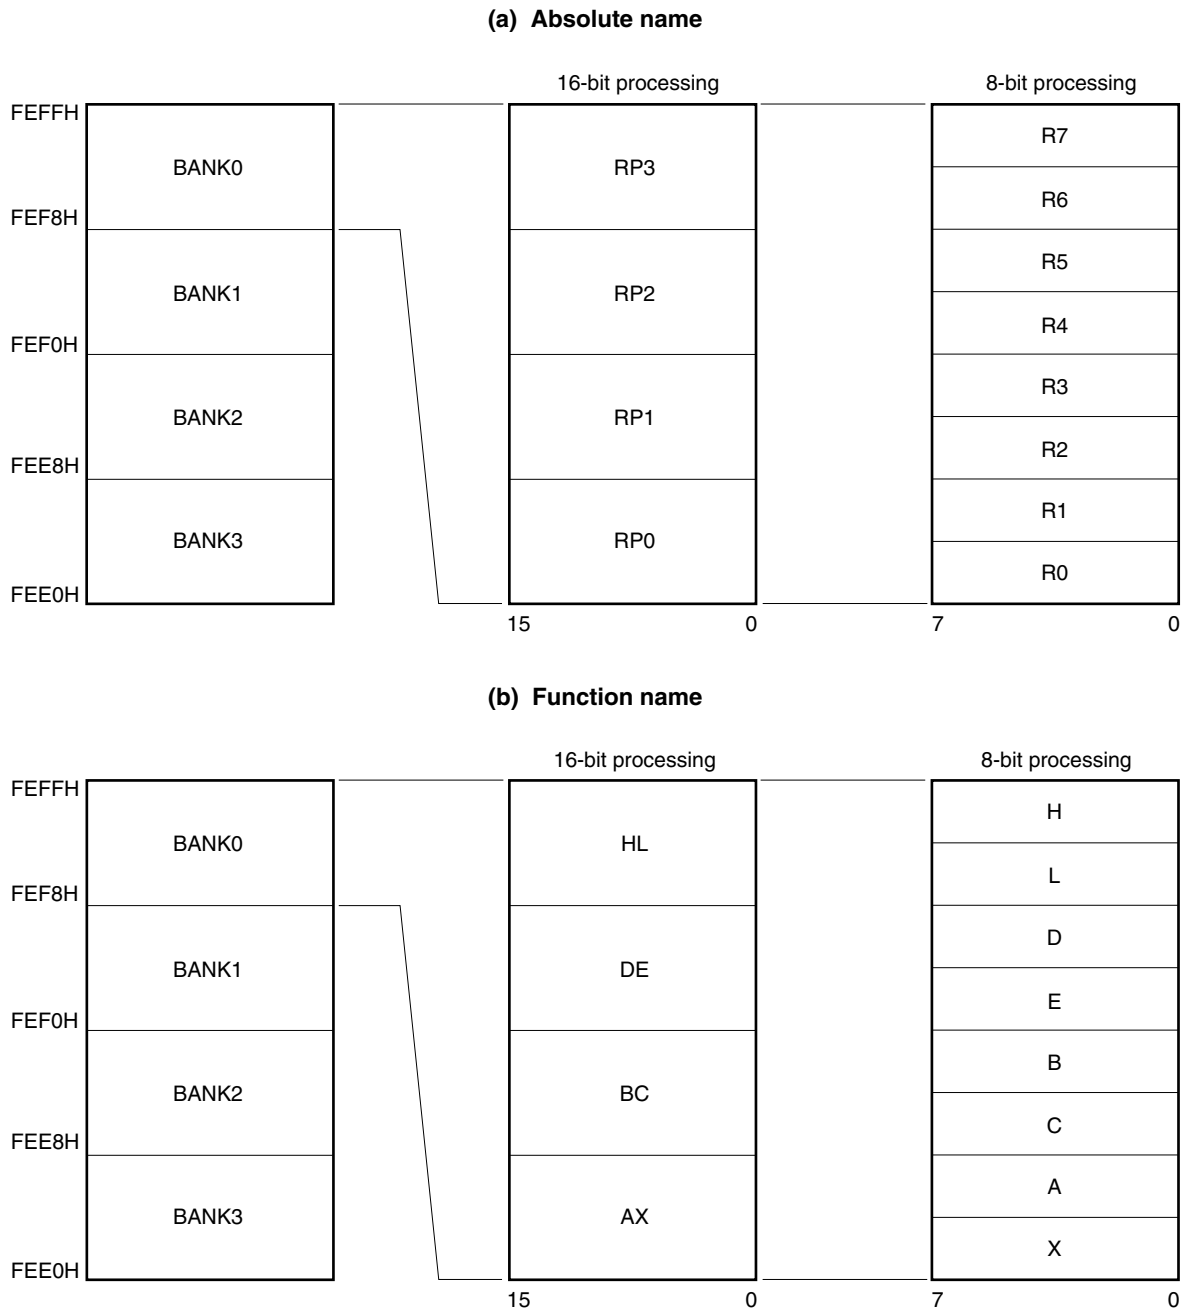 (a) Absolute name
16-bit processing
8-bit processing
FEFFH
BANK0
RP3
R7
R6
FEF8H
BANK1
RP2
R5
R4
FEF0H
BANK2
RP1
R3
R2
FEE8H
BANK3
RP0
R1
R0
FEE0H
15
0
7
0
(b) Function name
16-bit processing
8-bit processing
FEFFH
BANK0
HL
H
L
FEF8H
BANK1
DE
D
E
FEF0H
BANK2
BC
B
C
FEE8H
BANK3
AX
A
X
FEE0H
15
0
7
0